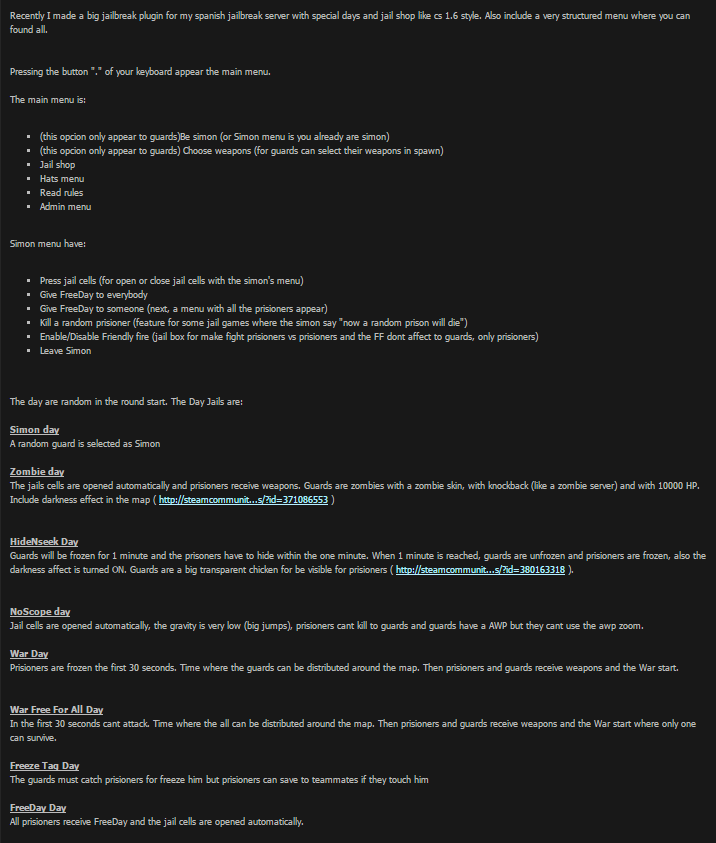 Recently I made a big jailbreak plugin for my spanish jailbreak server with special days and jail shop like cs 1.6 style. Also include a very structured menu where you can
found all.
Pressing the button "." of your keyboard appear the main menu.
The main menu is:
(this opcion only appear to guards)Be simon (or Simon menu is you already are simon)
(this opcion only appear to guards) Choose weapons (for guards can select their weapons in spawn)
Jail shop
Hats menu
Read rules
Admin menu
Simon menu have:
Press jail cells (for open or close jail cells with the simon's menu)
Give FreeDay to everybody
Give FreeDay to someone (next, a menu with all the prisioners appear)
Kill a random prisioner (feature for some jail games where the simon say "now a random prison will die")
Enable/Disable Friendly fire (jail box for make fight prisioners vs prisioners and the FF dont affect to guards, only prisioners)
Leave Simon
The day are random in the round start. The Day Jails are:
Simon day
A random guard is selected as Simon
Zombie day
The jails cells are opened automatically and prisioners receive weapons. Guards are zombies with a zombie skin, with knockback (like a zombie server) and with 10000 HP.
Include darkness effect in the map ( http://steamcommunit...s/?id=371086553 )
HideNseek Day
Guards will be frozen for 1 minute and the prisoners have to hide within the one minute. When 1 minute is reached, guards are unfrozen and prisioners are frozen, also the
darkness affect is turned ON. Guards are a big transparent chicken for be visible for prisioners ( http://steamcommunit...s/?id=380163318 ).
NoScope day
Jail cells are opened automatically, the gravity is very low (big jumps), prisioners cant kill to guards and guards have a AWP but they cant use the awp zoom.
War Day
Prisioners are frozen the first 30 seconds. Time where the guards can be distributed around the map. Then prisioners and guards receive weapons and the War start.
War Free For All Day
In the first 30 seconds cant attack. Time where the all can be distributed around the map. Then prisioners and guards receive weapons and the War start where only one
can survive.
Freeze Tag Day
The guards must catch prisioners for freeze him but prisioners can save to teammates if they touch him
FreeDay Day
All prisioners receive FreeDay and the jail cells are opened automatically.